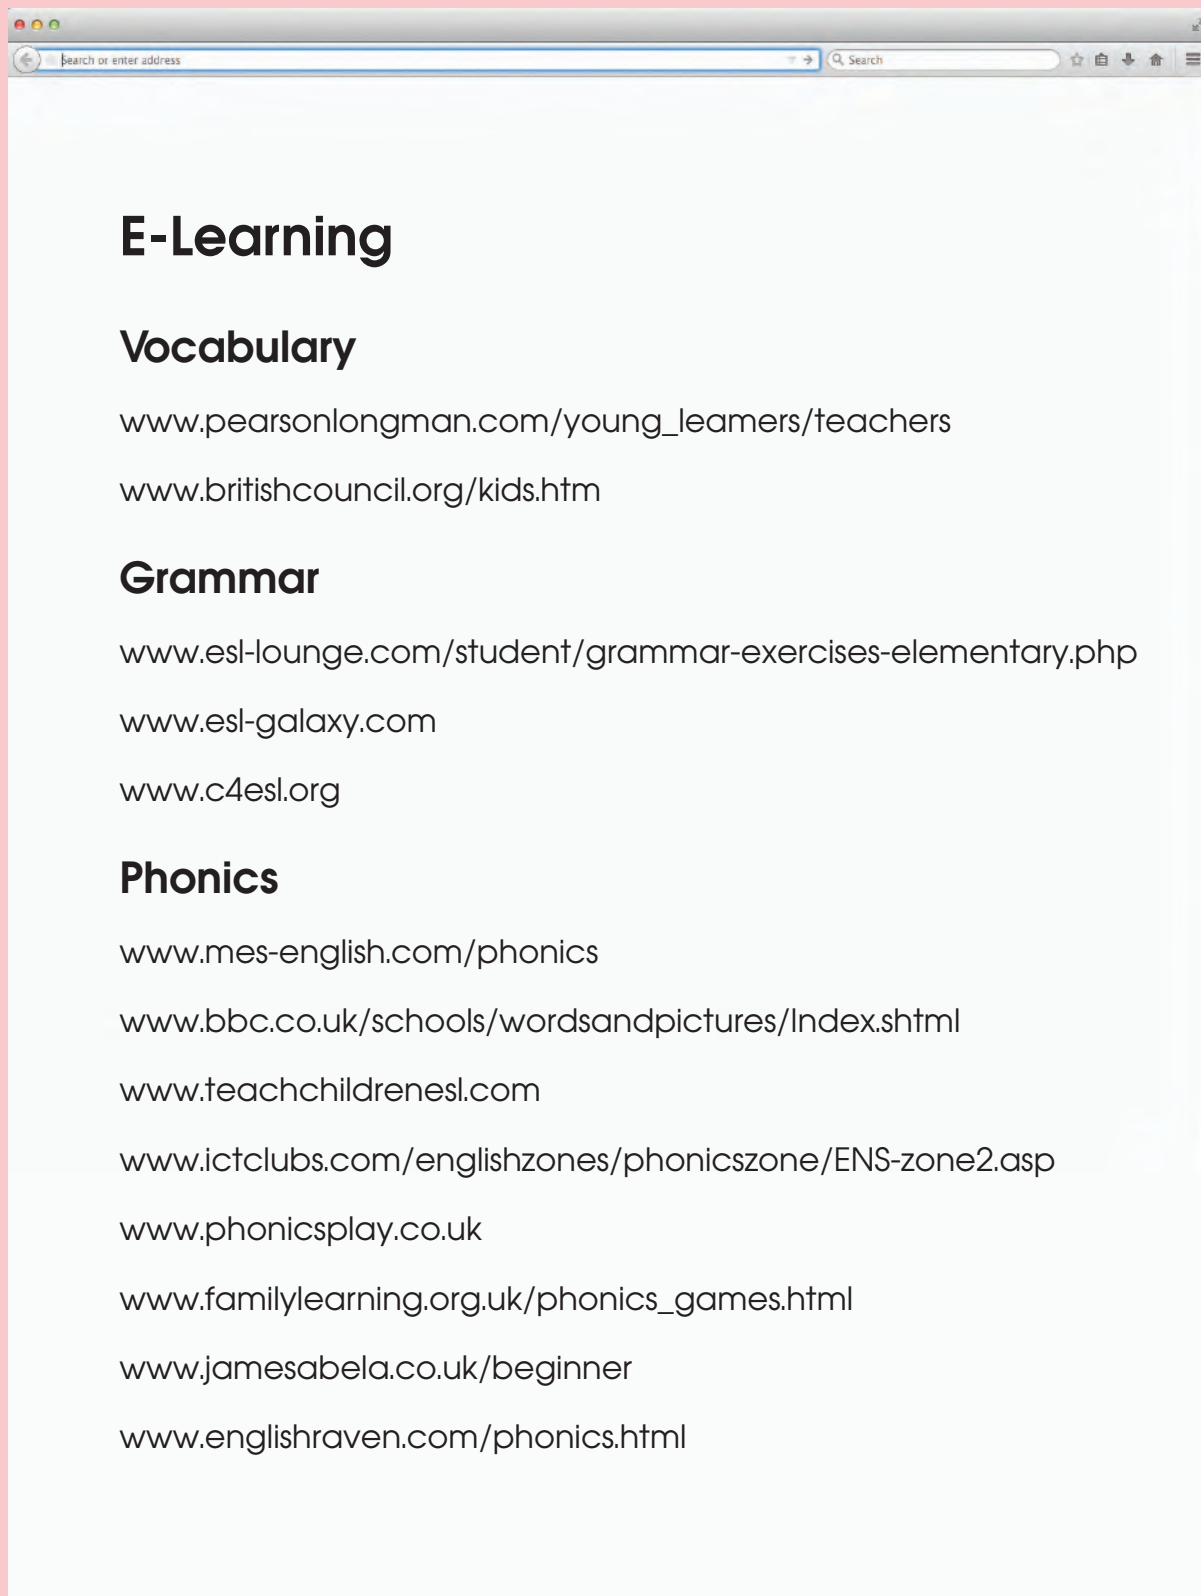 Search or enter address
Search
E-Learning
Vocabulary
www.pearsonlongman.com/young_leamers/teachers
www.britishcouncil.org/kids.htm
Grammar
www.esl-lounge.com/student/grammar-exercises-elementary.php
www.esl-galaxy.com
www.c4esl.org
Phonics
www.mes-english.com/phonics
www.bbc.co.uk/schools/wordsandpictures/Index.shtml
www.teachchildrenesl.com
www.ictclubs.com/englishzones/phonicszone/ENS-zone2.asp
www.phonicsplay.co.uk
www.familylearning.org.uk/phonics_games.html
www.jamesabela.co.uk/beginner
www.englishraven.com/phonics.html